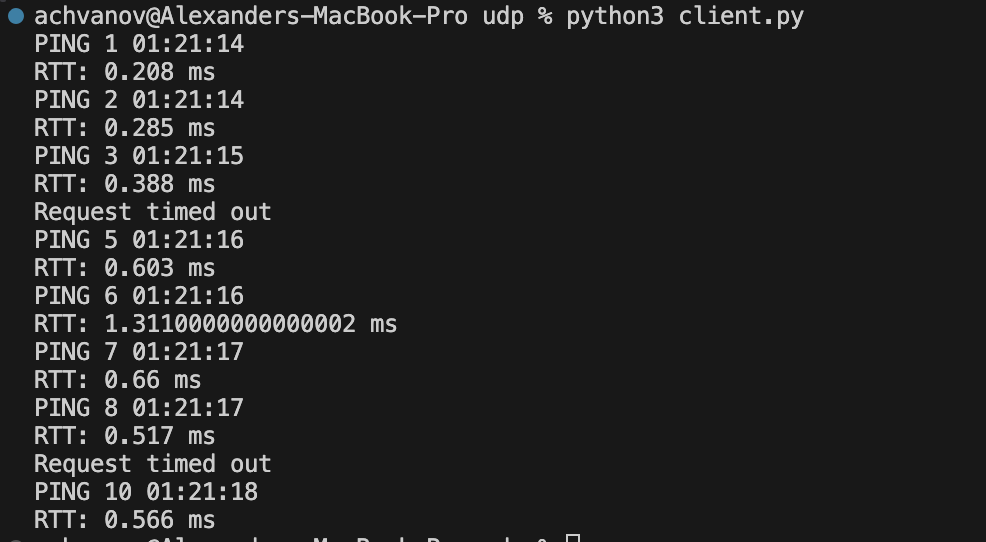 achvanov@Alexanders-MacBook-Pro udp % python3 client.py
PING 1 01:21:14
RTT: 0.208 ms
PING 2 01:21:14
RTT: 0.285 ms
PING 3 01:21:15
RTT: 0.388 ms
Request timed out
PING 5 01:21:16
RTT: 0.603 ms
PING 6 01:21:16
RTT: 1.3110000000000002 ms
PING 7 01:21:17
RTT: 0.66 ms
PING 8 01:21:17
RTT: 0.517 ms
Request timed out
PING 10 01:21:18
RTT: 0.566 ms